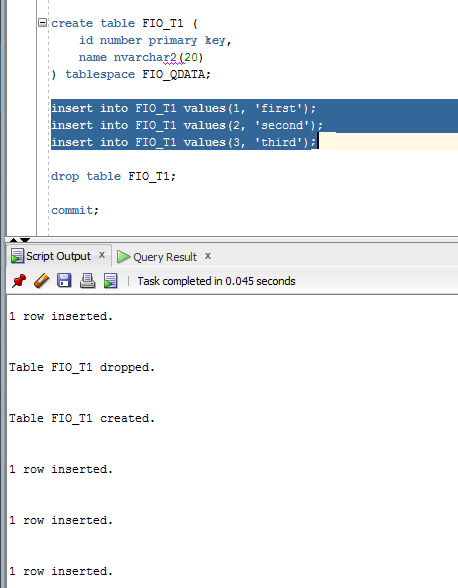 create table FIO_T1 (
    id number primary key,
    name nvarchar2(20)
) tablespace FIO_QDATA;
insert into FIO_T1 values(1, 'first');
insert into FIO_T1 values(2, 'second');
insert into FIO_T1 values(3, 'third');
drop table FIO_T1;
commit;
Script Output x Query Result x
Task completed in 0.045 seconds
1 row inserted.
Table FIO_T1 dropped.
Table FIO_T1 created.
1 row inserted.
1 row inserted.
1 row inserted.